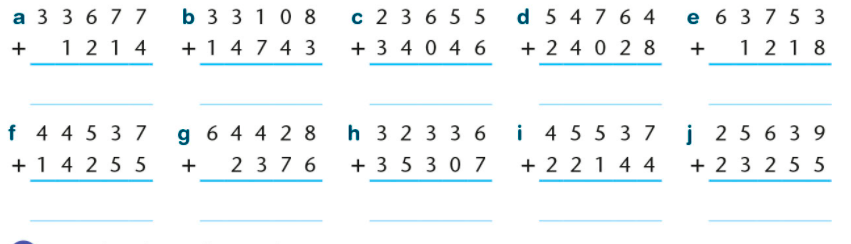 a 3 3 6 7 7 b 3 3 1 0 8 c 2 3 6 5 5 d 5 4 7 6 4 e 6 3 7 5 3
+ 1 2 1 4 + 1 4 7 4 3 + 3 4 0 4 6 + 2 4 0 2 8 + 1 2 1 8
f 4 4 5 3 7 g 6 4 4 2 8 h 3 2 3 3 6 i 4 5 5 3 7 j 2 5 6 3 9
+ 1 4 2 5 5 + 2 3 7 6 + 3 5 3 0 7 + 2 2 1 4 4 + 2 3 2 5 5